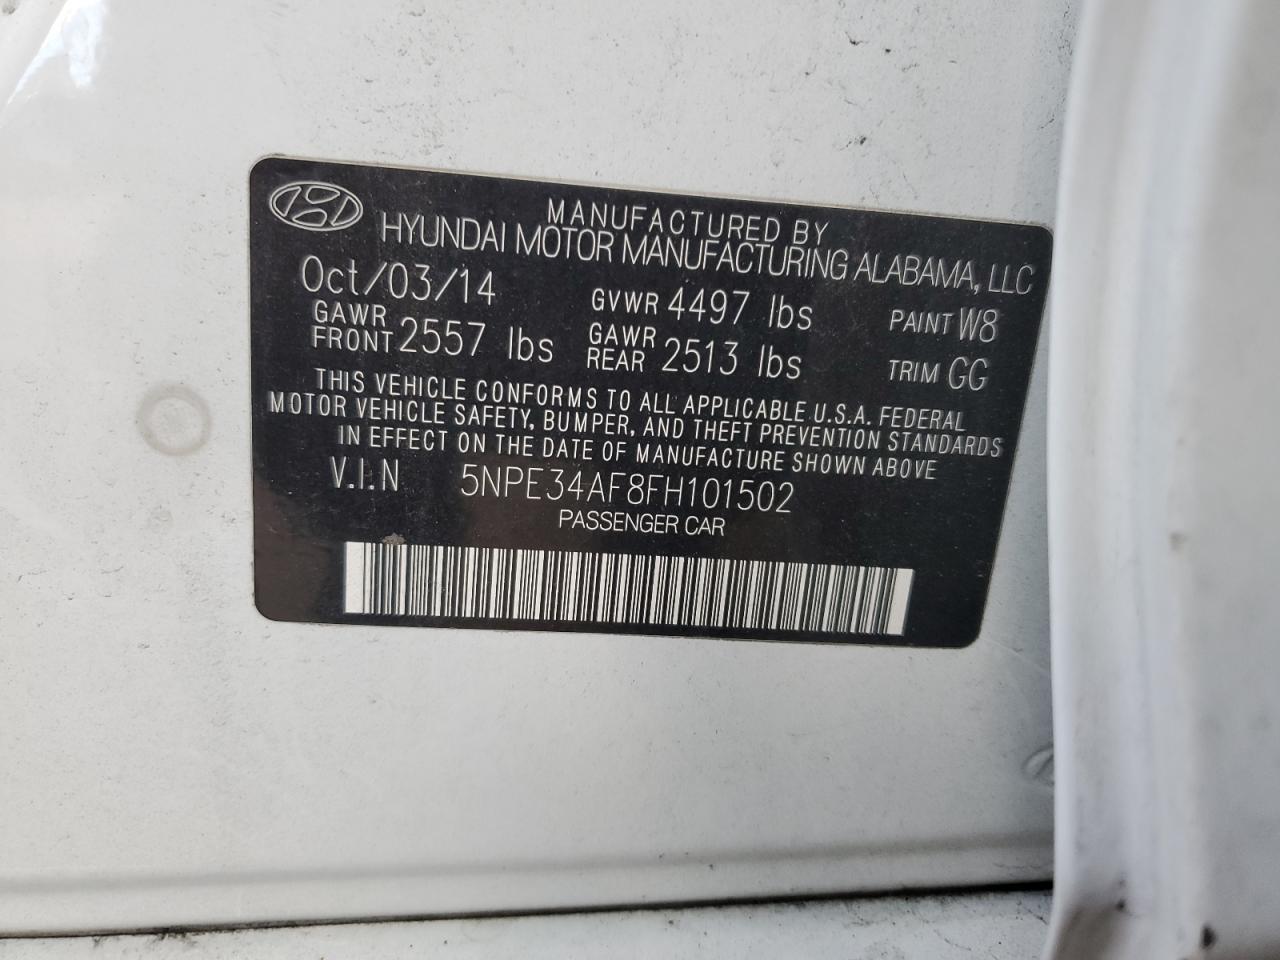 MANUFACTURED BY
HYUNDAI MOTOR MANUFACTURING ALABAMA, LLC
Oct/03/14 GVWR 4497 lbs PAINT W8
GAWR FRONT 2557 lbs GAWR REAR 2513 lbs TRIM GG
THIS VEHICLE CONFORMS TO ALL APPLICABLE U.S.A. FEDERAL
MOTOR VEHICLE SAFETY, BUMPER, AND THEFT PREVENTION STANDARDS
IN EFFECT ON THE DATE OF MANUFACTURE SHOWN ABOVE
V.I.N 5NPE34AF8FH101502
PASSENGER CAR